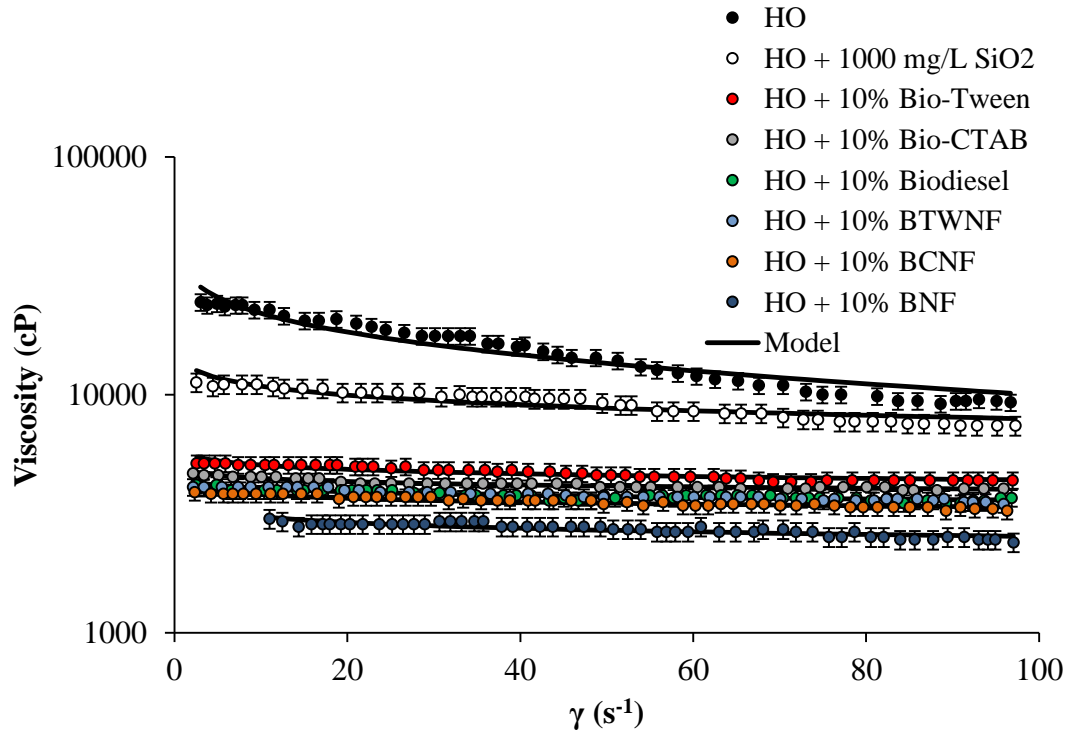 HO
HO + 1000 mg/L SiO2
HO + 10% Bio-Tween
HO + 10% Bio-CTAB
HO + 10% Biodiesel
HO + 10% BTWNF
HO + 10% BCNF
HO + 10% BNF
Model
100000
10000
1000
Viscosity (cP)
0 20 40 60 80 100
γ (s⁻¹)